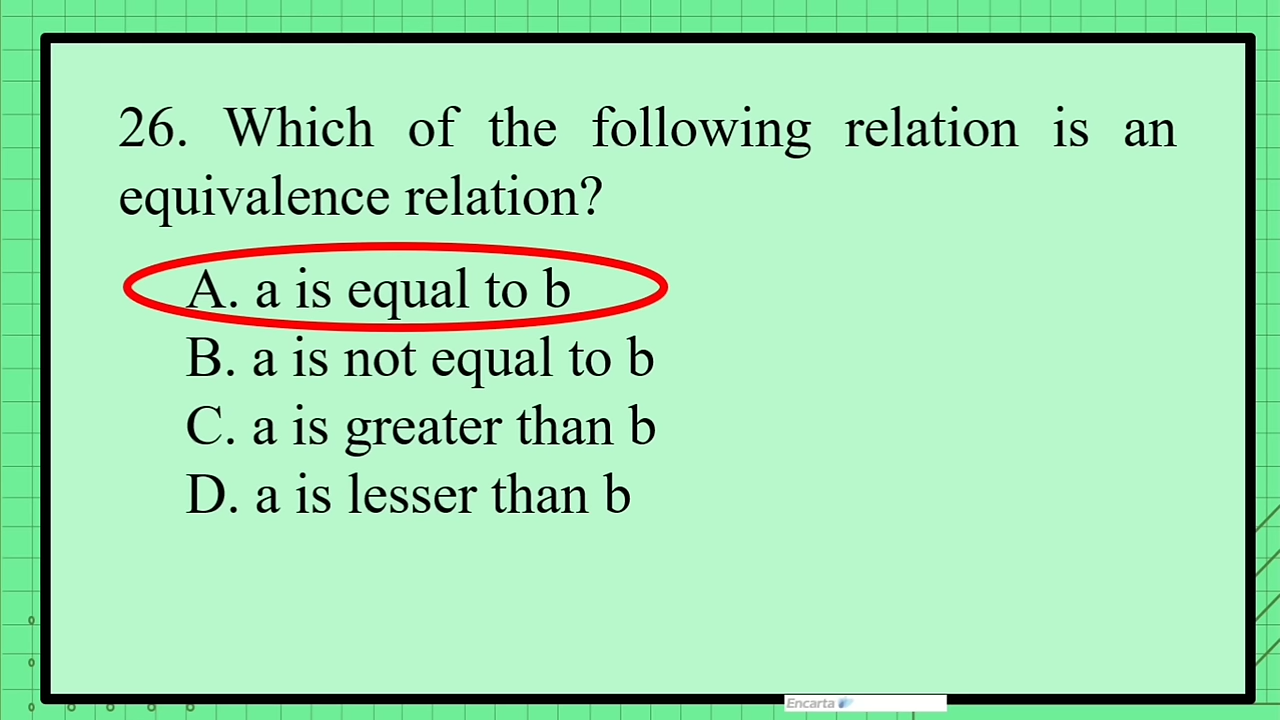 26. Which of the following relation is an
equivalence relation?
A. a is equal to b
B. a is not equal to b
C. a is greater than b
D. a is lesser than b
Encarta